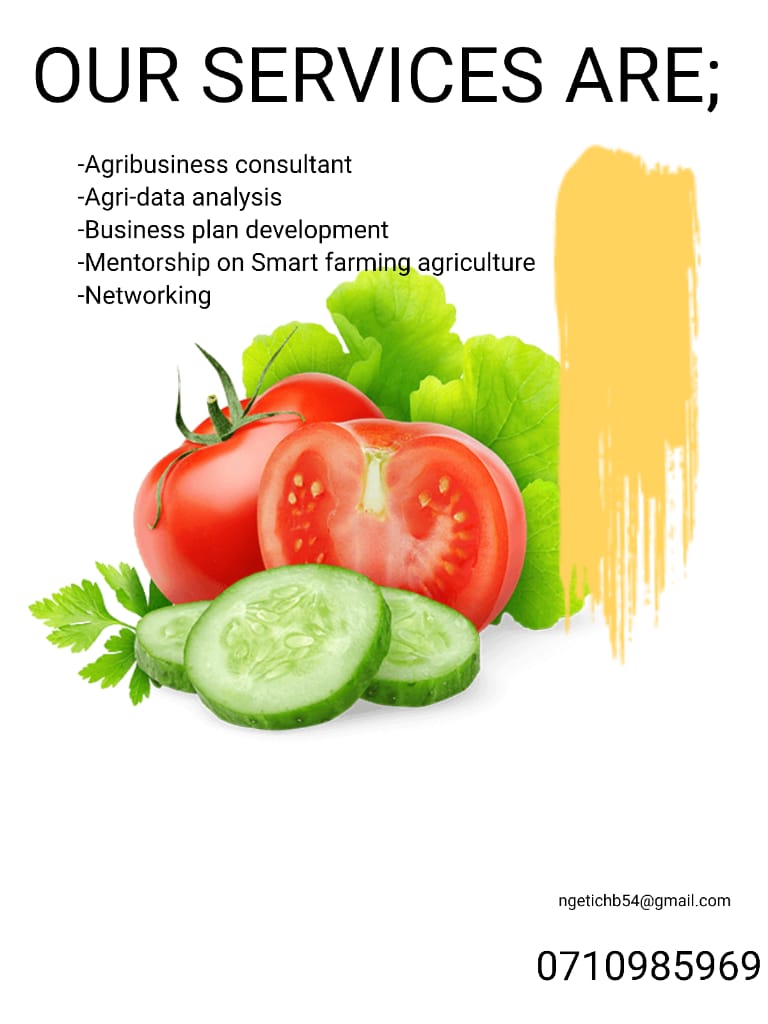 OUR SERVICES ARE;
-Agribusiness consultant
-Agri-data analysis
-Business plan development
-Mentorship on Smart farming agriculture
-Networking
ngetichb54@gmail.com
0710985969